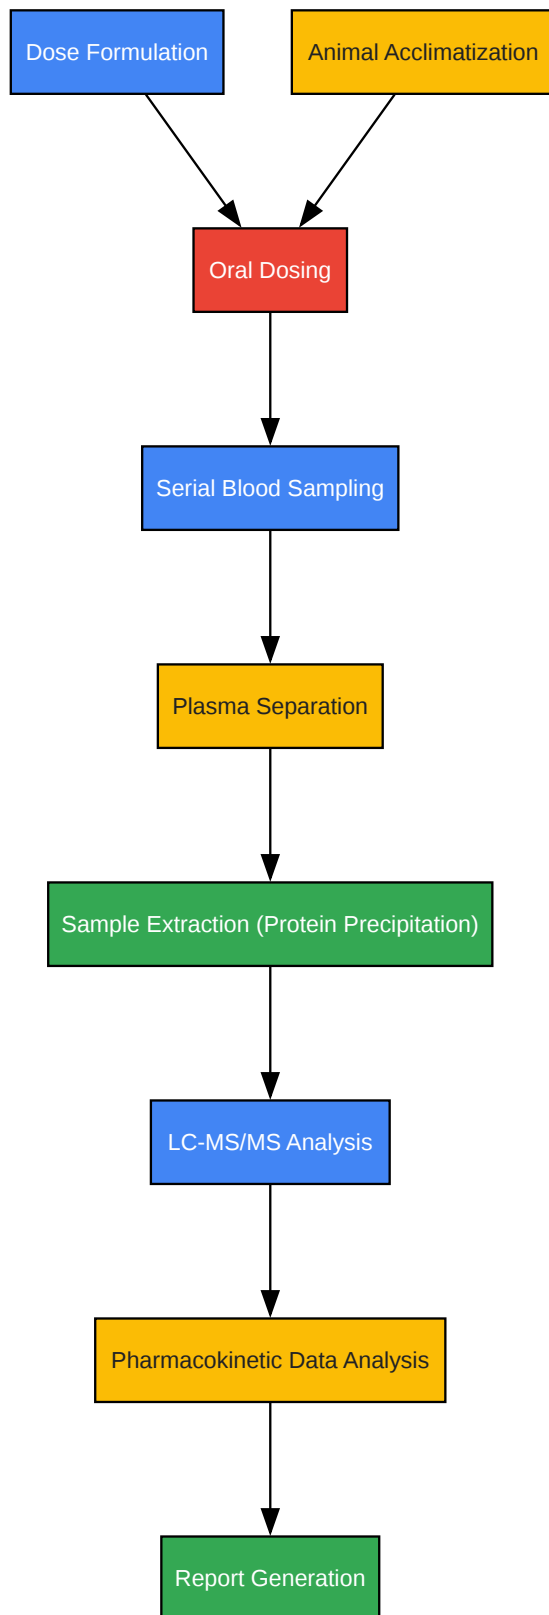 Dose Formulation
Animal Acclimatization
Oral Dosing
Serial Blood Sampling
Plasma Separation
Sample Extraction (Protein Precipitation)
LC-MS/MS Analysis
Pharmacokinetic Data Analysis
Report Generation